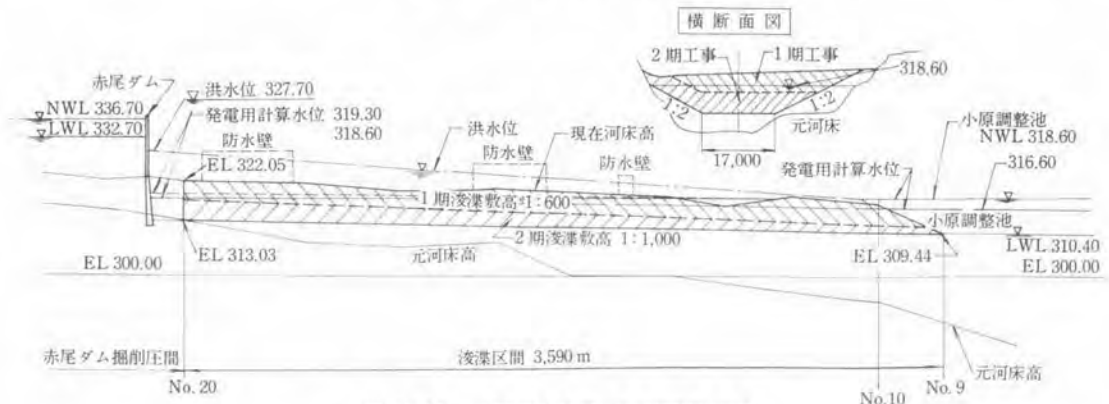 横断面図
2期工事
1期工事
318.60
1:2
1:2
元河床
17,000
赤尾ダム
洪水位 327.70
NWL 336.70
発電用計算水位 319.30
318.60
LWL 332.70
防水壁
EL 322.05
洪水位
防水壁
現在河床高
防水壁
小原調整池
NWL 318.60
発電用計算水位
316.60
1期浚渫敷高 1:600
2期浚渫敷高 1:1,000
小原調整池
LWL 310.40
EL 313.03
元河床高
EL 309.44
EL 300.00
EL 300.00
赤尾ダム掘削圧間
浚渫区間 3,590 m
元河床高
No.20
No.10
No.9